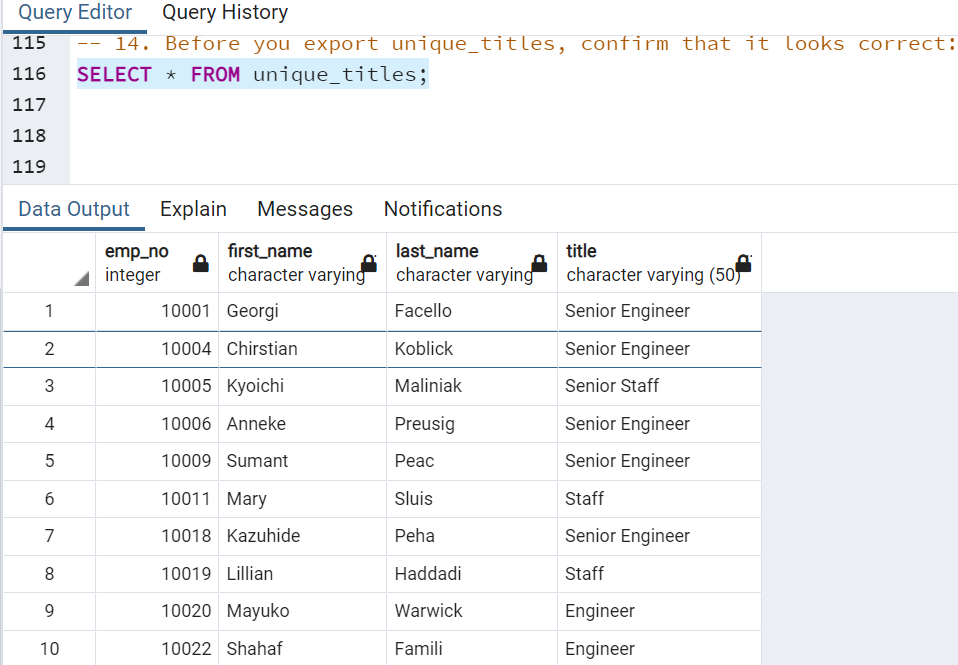 Query Editor Query History
115 -- 14. Before you export unique_titles, confirm that it looks correct:
116 SELECT * FROM unique_titles;
117
118
119
Data Output Explain Messages Notifications
emp_no first_name last_name title
integer character varying character varying character varying (50)
1 10001 Georgi Facello Senior Engineer
2 10004 Chirstian Koblick Senior Engineer
3 10005 Kyoichi Maliniak Senior Staff
4 10006 Anneke Preusig Senior Engineer
5 10009 Sumant Peac Senior Engineer
6 10011 Mary Sluis Staff
7 10018 Kazuhide Peha Senior Engineer
8 10019 Lillian Haddadi Staff
9 10020 Mayuko Warwick Engineer
10 10022 Shahaf Famili Engineer